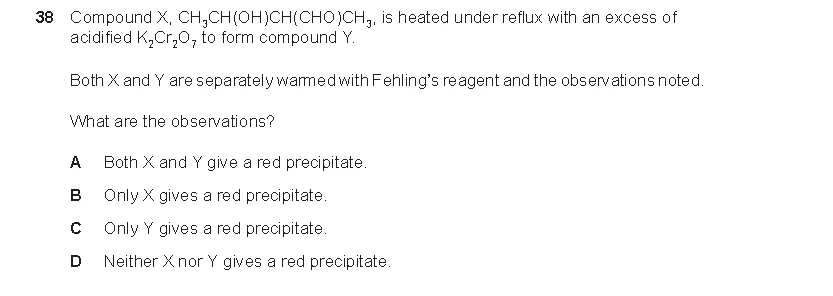 38 Compound X, CH₃CH(OH)CH(CHO)CH₃, is heated under reflux with an excess of
acidified K₂Cr₂O₇ to form compound Y.
Both X and Y are separately warmed with Fehling's reagent and the observations noted.
What are the observations?
A Both X and Y give a red precipitate.
B Only X gives a red precipitate.
C Only Y gives a red precipitate.
D Neither X nor Y gives a red precipitate.